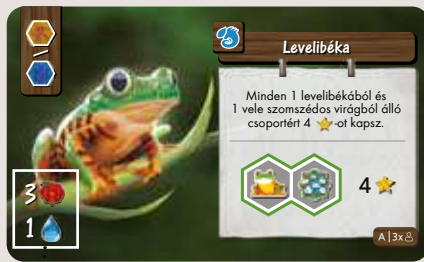 Levelibéka
Minden 1 levelibékából és
1 vele szomszédos virágból álló
csoportért 4 -ot kapsz.
4
3
1
A|3x